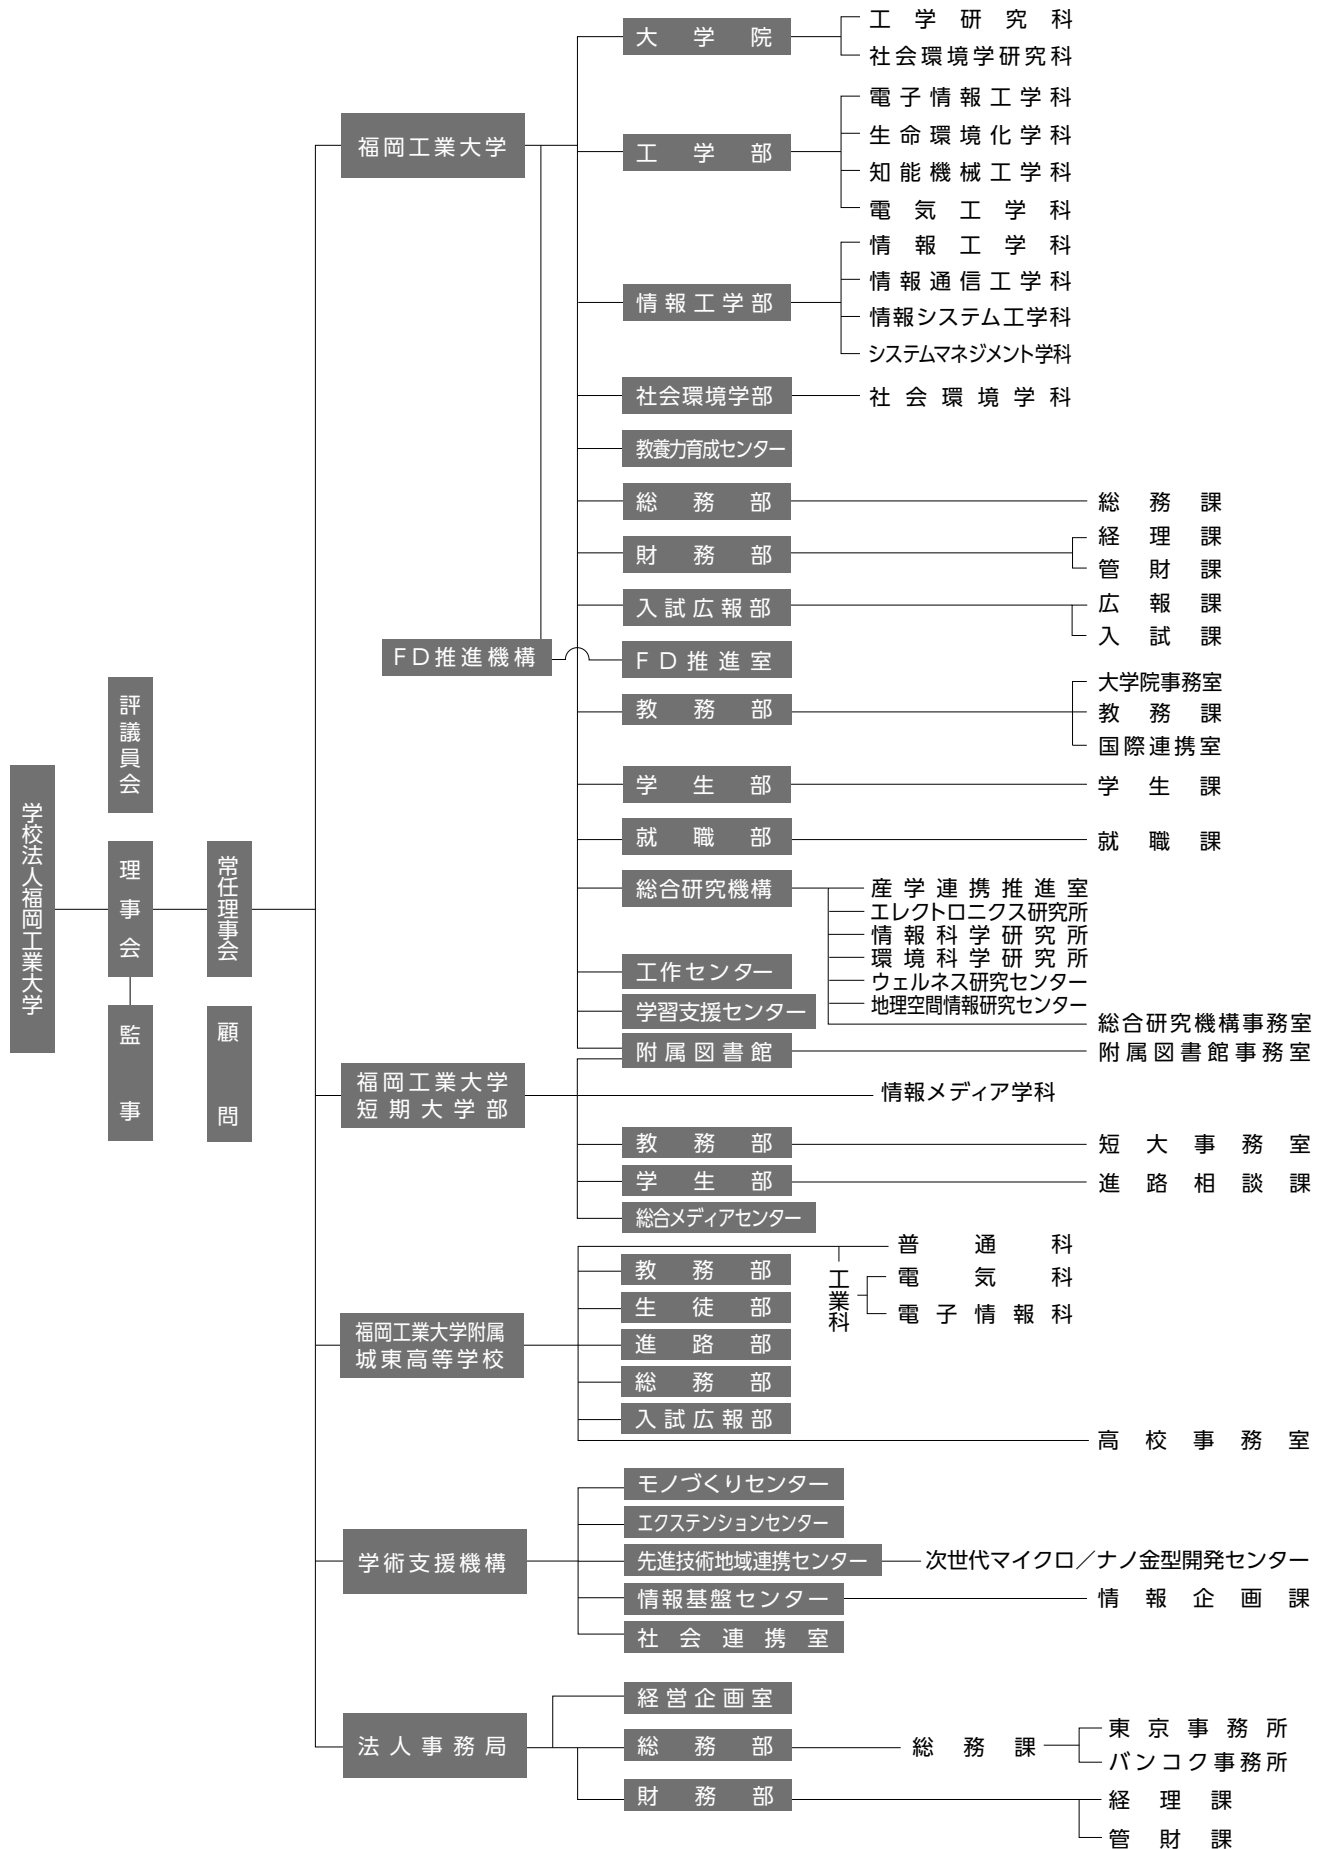 学校法人福岡工業大学
評議員会
理事会
監事
常任理事会
顧問
福岡工業大学
大学院
工学研究科
社会環境学研究科
工学部
電子情報工学科
生命環境化学科
知能機械工学科
電気工学科
情報工学部
情報工学科
情報通信工学科
情報システム工学科
システムマネジメント学科
社会環境学部
社会環境学科
教養力育成センター
総務部
総務課
財務部
経理課
管財課
入試広報部
広報課
入試課
FD推進機構
FD推進室
教務部
大学院事務室
教務課
国際連携室
学生部
学生課
就職部
就職課
総合研究機構
産学連携推進室
エレクトロニクス研究所
情報科学研究所
環境科学研究所
ウェルネス研究センター
地理空間情報研究センター
総合研究機構事務室
工作センター
学習支援センター
附属図書館
附属図書館事務室
福岡工業大学
短期大学部
情報メディア学科
教務部
短大事務室
学生部
進路相談課
総合メディアセンター
福岡工業大学附属
城東高等学校
普通科
工業科
電気科
電子情報科
教務部
生徒部
進路部
総務部
入試広報部
高校事務室
学術支援機構
モノづくりセンター
エクステンションセンター
先進技術地域連携センター
次世代マイクロ／ナノ金型開発センター
情報基盤センター
情報企画課
社会連携室
法人事務局
経営企画室
総務部
総務課
東京事務所
バンコク事務所
財務部
経理課
管財課